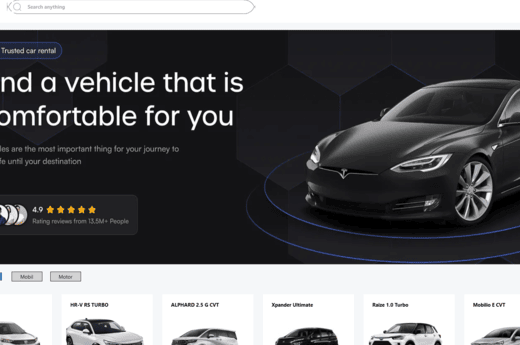 Search anything
Trusted car rental
nd a vehicle that is
omfortable for you
les are the most important thing for your journey to
fe until your destination
4.9
Rating reviews from 13,5M+ People
Mobil
Motor
HR-V RS TURBO
ALPHARD 2.5 G CVT
Xpander Ultimate
Raize 1.0 Turbo
Mobilio E CVT